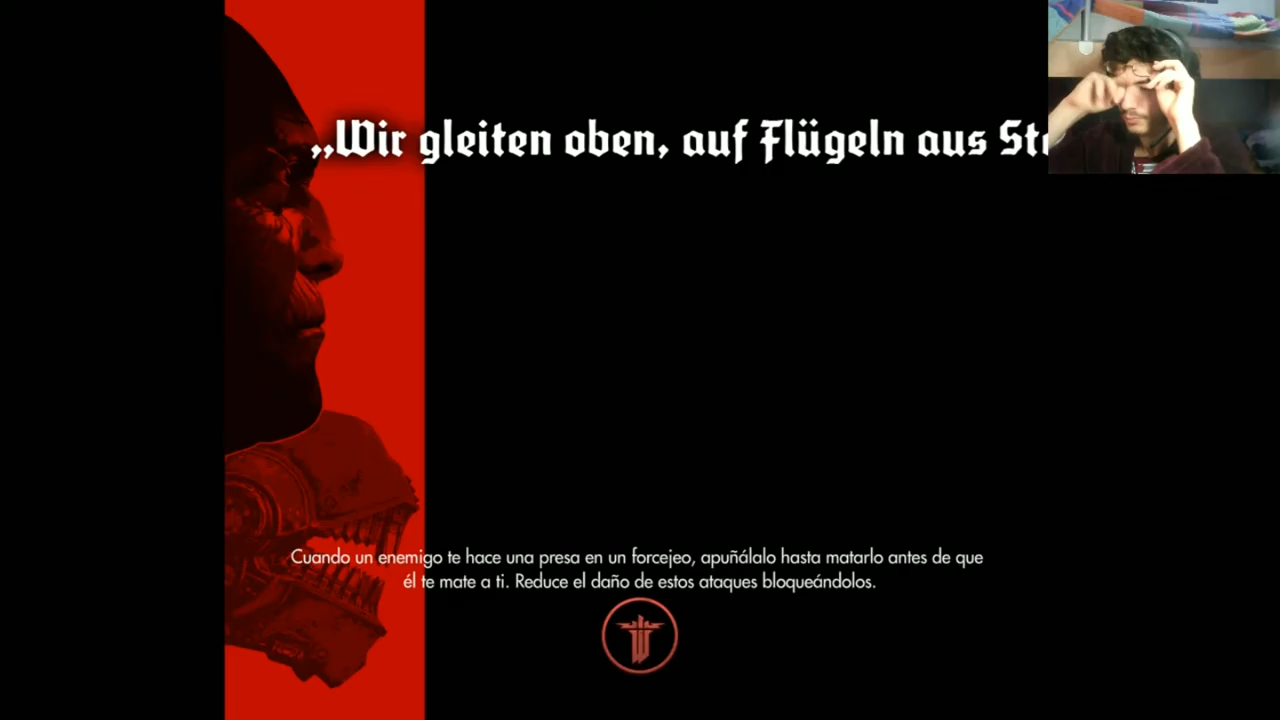 „Wir gleiten oben, auf Flügeln aus
Cuando un enemigo te hace una presa en un forcejeo, apuñálalo hasta matarlo antes de que
él te mate a ti. Reduce el daño de estos ataques bloqueándolos.